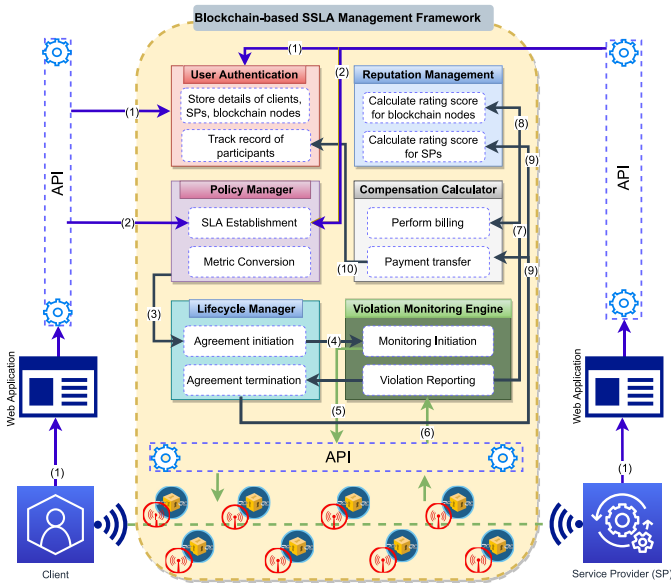 Blockchain-based SSLA Management Framework
(1)
(2)
User Authentication
Store details of clients,
SPs, blockchain nodes
Track record of
participants
Reputation Management
Calculate rating score
for blockchain nodes
Calculate rating score
for SPs
(1)
(8)
(9)
API
API
Policy Manager
SLA Establishment
Metric Conversion
Compensation Calculator
Perform billing
Payment transfer
(2)
(7)
(10)
(9)
(3)
Lifecycle Manager
Agreement initiation
Agreement termination
(4)
Violation Monitoring Engine
Monitoring Initiation
Violation Reporting
Web Application
Web Application
(5)
(6)
API
(1)
(1)
Client
Service Provider (SP)